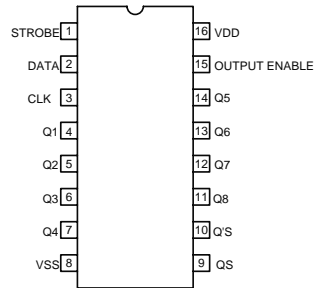 STROBE 1 16 VDD
DATA 2 15 OUTPUT ENABLE
CLK 3 14 Q5
Q1 4 13 Q6
Q2 5 12 Q7
Q3 6 11 Q8
Q4 7 10 Q'S
VSS 8 9 QS